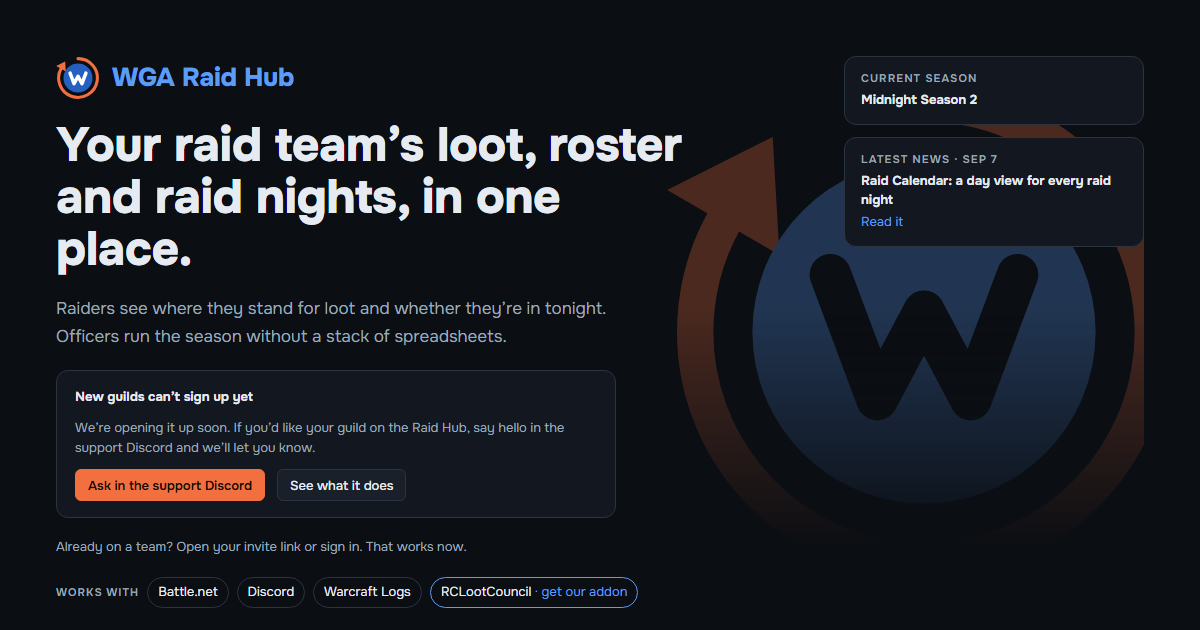 W
WGA Raid Hub
Your raid team’s loot, roster
and raid nights, in one
place.
Raiders see where they stand for loot and whether they’re in tonight.
Officers run the season without a stack of spreadsheets.
New guilds can’t sign up yet
We’re opening it up soon. If you’d like your guild on the Raid Hub, say hello in the
support Discord and we’ll let you know.
Ask in the support Discord
See what it does
Already on a team? Open your invite link or sign in. That works now.
WORKS WITH
Battle.net
Discord
Warcraft Logs
RCLootCouncil · get our addon
CURRENT SEASON
Midnight Season 2
LATEST NEWS · SEP 7
Raid Calendar: a day view for every raid
night
Read it
W